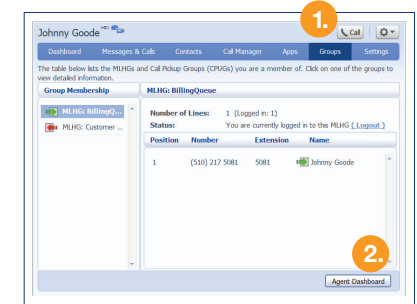 1.
Johnny Goode
Call
Dashboard Messages & Calls Contacts Call Manager Apps Groups Settings
The table below lists the MLHGs and Call Pickup Groups (CPUGs) you are a member of. Click on one of the groups to
view detailed information.
Group Membership MLHG: BillingQueue
MLHG: BillingQ... Number of Lines: 1 (Logged in: 1)
MLHG: Customer ... Status: You are currently logged in to this MLHG ( Logout )
Position Number Extension Name
1 (510) 217 5081 5081 Johnny Goode
2.
Agent Dashboard